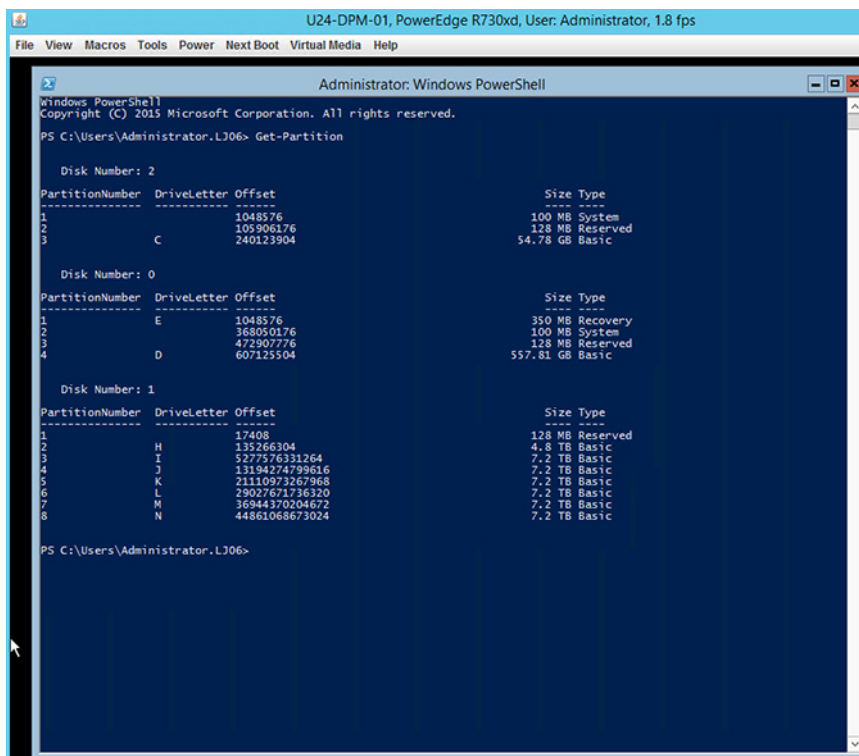 U24-DPM-01, PowerEdge R730xd, User: Administrator, 1.8 fps
File View Macros Tools Power Next Boot Virtual Media Help
Administrator: Windows PowerShell
Windows PowerShell
Copyright (C) 2015 Microsoft Corporation. All rights reserved.
PS C:\Users\Administrator.LJ06> Get-Partition
Disk Number: 2
PartitionNumber DriveLetter Offset Size Type
--------------- ----------- ------ ---- ----
1 1048576 100 MB System
2 105906176 128 MB Reserved
3 C 240123904 54.78 GB Basic
Disk Number: 0
PartitionNumber DriveLetter Offset Size Type
--------------- ----------- ------ ---- ----
1 E 1048576 350 MB Recovery
2 368050176 100 MB System
3 472907776 128 MB Reserved
4 D 607125504 557.81 GB Basic
Disk Number: 1
PartitionNumber DriveLetter Offset Size Type
--------------- ----------- ------ ---- ----
1 17408 128 MB Reserved
2 H 135266304 4.8 TB Basic
3 I 5277576331264 7.2 TB Basic
4 J 13194274799616 7.2 TB Basic
5 K 21110973267968 7.2 TB Basic
6 L 29027671736320 7.2 TB Basic
7 M 36944370204672 7.2 TB Basic
8 N 44861068673024 7.2 TB Basic
PS C:\Users\Administrator.LJ06>